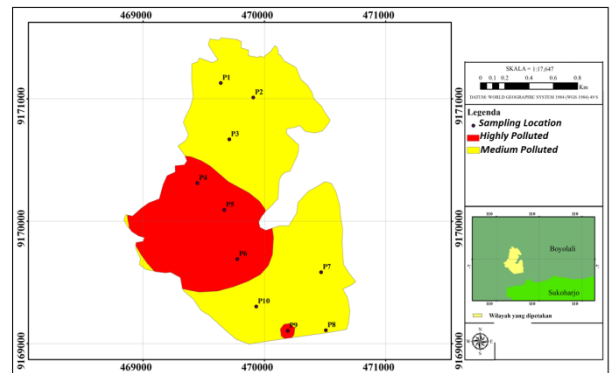 469000 470000 471000
9171000
9170000
9169000
P1
P2
P3
P4
P5
P6
P7
P10
P9
P8
469000 470000 471000
9171000
9170000
9169000
SKALA = 1:17,647
0 0.1 0.2 0.4 0.6 0.8
Km
DATUM: WORLD GEOGRAPHIC SYSTEM 1984 (WGS 1984) 49 S
Legenda
Sampling Location
Highly Polluted
Medium Polluted
Boyolali
Sukoharjo
Wilayah yang dipetakan
N
W E
S